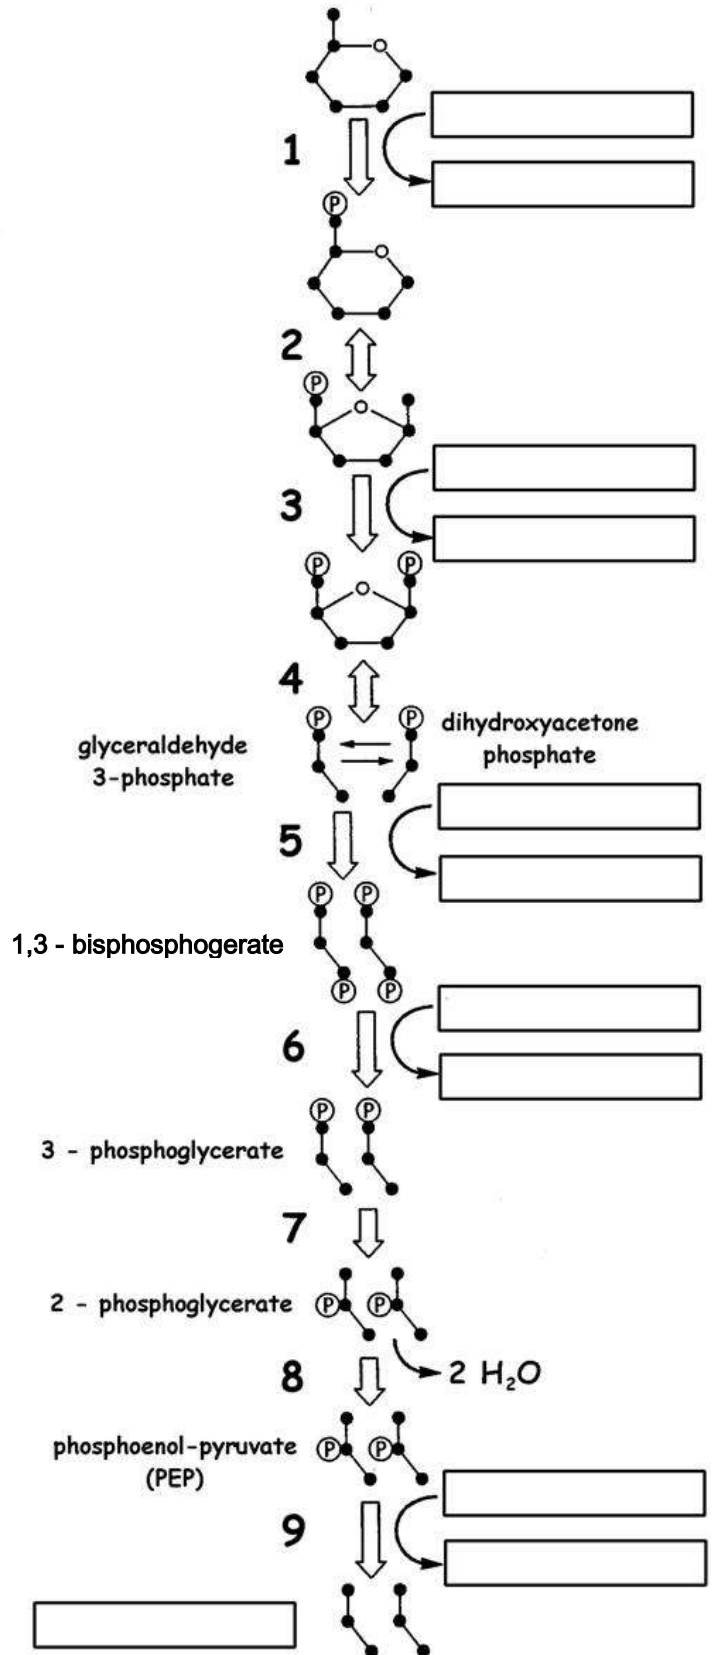 1
P
2
P
3
P P
4
P P
glyceraldehyde
3-phosphate
dihydroxyacetone
phosphate
5
P P
1,3 - bisphosphogerate
P P
6
P P
3 - phosphoglycerate
7
2 - phosphoglycerate P P
2 H₂O
8
phosphoenol-pyruvate P P
(PEP)
9